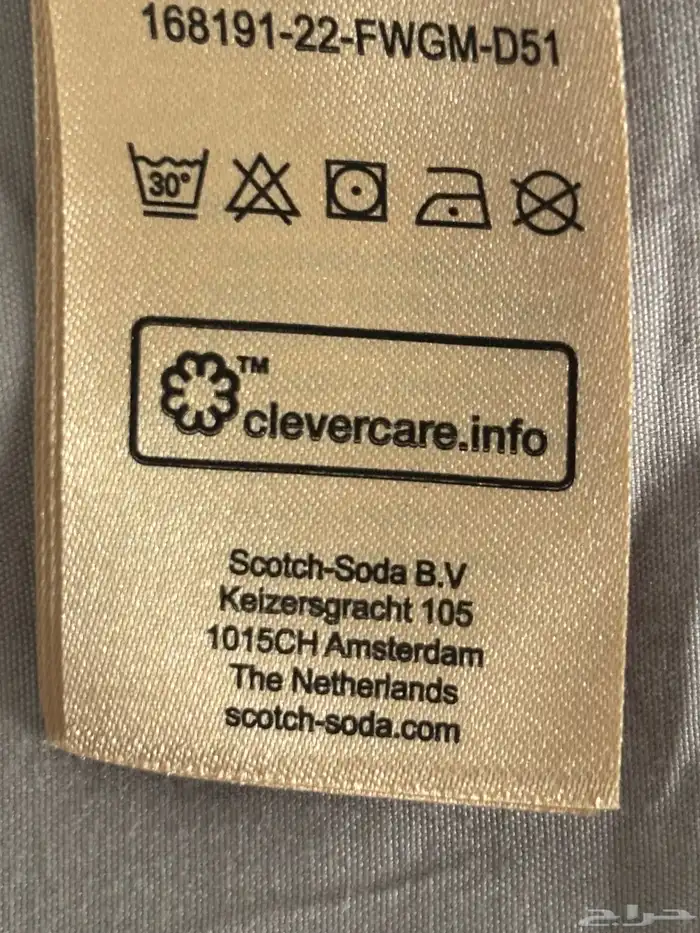 168191-22-FWGM-D51
30°
TM
clevercare.info
Scotch-Soda B.V
Keizersgracht 105
1015CH Amsterdam
The Netherlands
scotch-soda.com
حراج